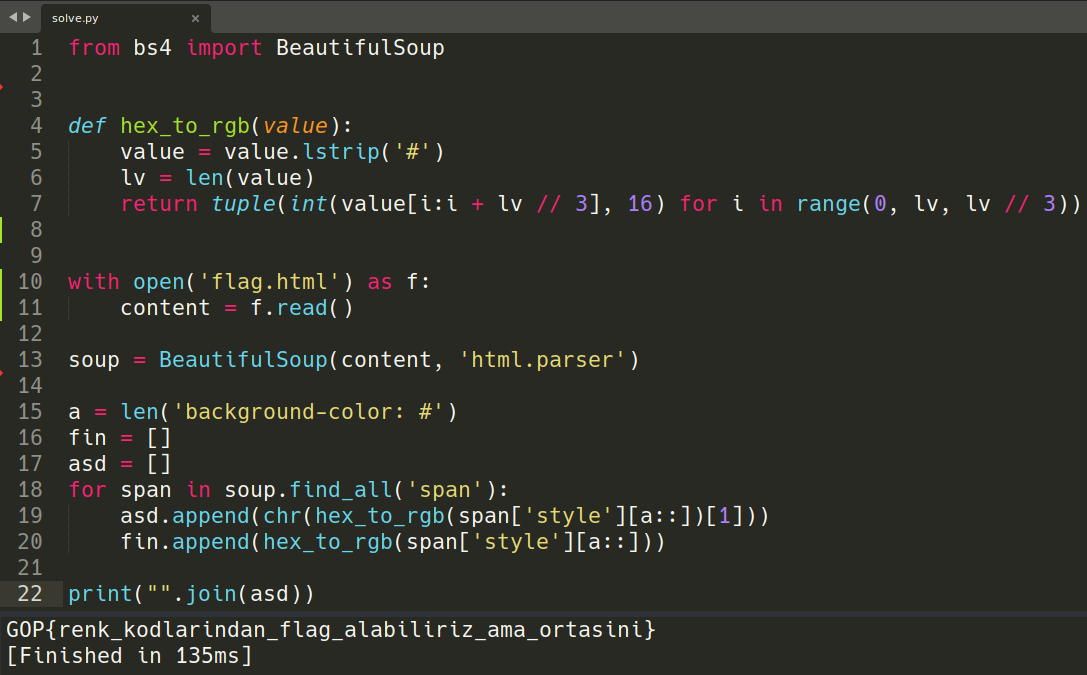 solve.py ×
1 from bs4 import BeautifulSoup
2
3
4 def hex_to_rgb(value):
5     value = value.lstrip('#')
6     lv = len(value)
7     return tuple(int(value[i:i + lv // 3], 16) for i in range(0, lv, lv // 3))
8
9
10 with open('flag.html') as f:
11     content = f.read()
12
13 soup = BeautifulSoup(content, 'html.parser')
14
15 a = len('background-color: #')
16 fin = []
17 asd = []
18 for span in soup.find_all('span'):
19     asd.append(chr(hex_to_rgb(span['style'][a::])[1]))
20     fin.append(hex_to_rgb(span['style'][a::]))
21
22 print("".join(asd))
GOP{renk_kodlarindan_flag_alabiliriz_ama_ortasini}
[Finished in 135ms]